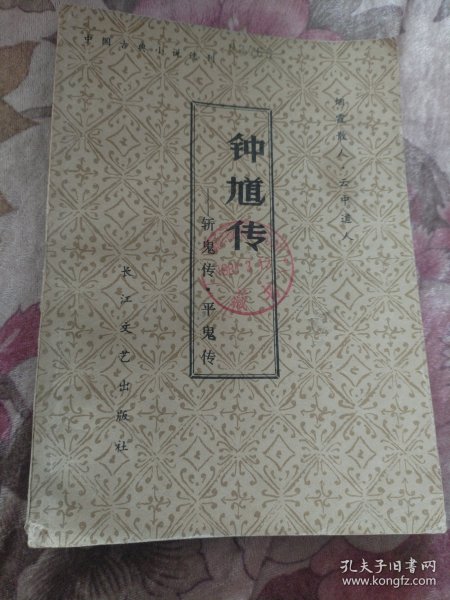 中国古典小说选刊
烟霞散人 云中道人
钟馗传
——斩鬼传·平鬼传
长江文艺出版社
藏书
孔夫子旧书网
www.kongfz.com